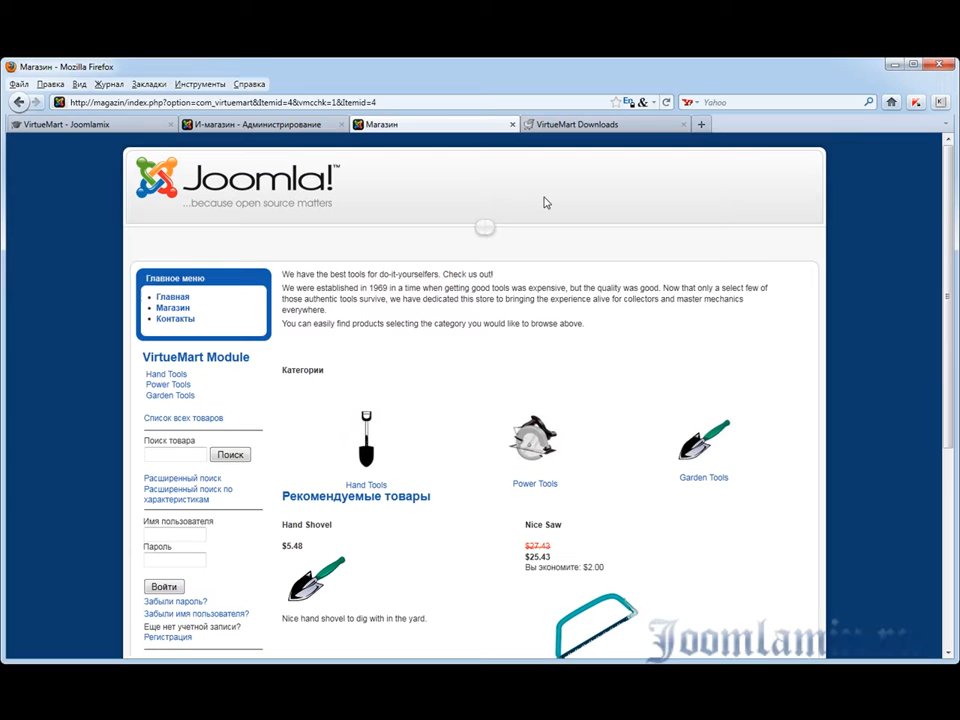 Магазин - Mozilla Firefox
Файл Правка Вид Журнал Закладки Инструменты Справка
http://magazin/index.php?option=com_virtuemart&Itemid=4&vmcchk=1&Itemid=4
En &
Yahoo
VirtueMart - Joomlamix
И-магазин - Администрирование
Магазин
VirtueMart Downloads
Joomla!™
...because open source matters
Главное меню
Главная
Магазин
Контакты
VirtueMart Module
Hand Tools
Power Tools
Garden Tools
Список всех товаров
Поиск товара
Поиск
Расширенный поиск
Расширенный поиск по
характеристикам
Имя пользователя
Пароль
Войти
Забыли пароль?
Забыли имя пользователя?
Еще нет учетной записи?
Регистрация
We have the best tools for do-it-yourselfers. Check us out!
We were established in 1969 in a time when getting good tools was expensive, but the quality was good. Now that only a select few of
those authentic tools survive, we have dedicated this store to bringing the experience alive for collectors and master mechanics
everywhere.
You can easily find products selecting the category you would like to browse above.
Категории
Hand Tools
Power Tools
Garden Tools
Рекомендуемые товары
Hand Shovel
$5.48
Nice hand shovel to dig with in the yard.
Nice Saw
$27.43
$25.43
Вы экономите: $2.00